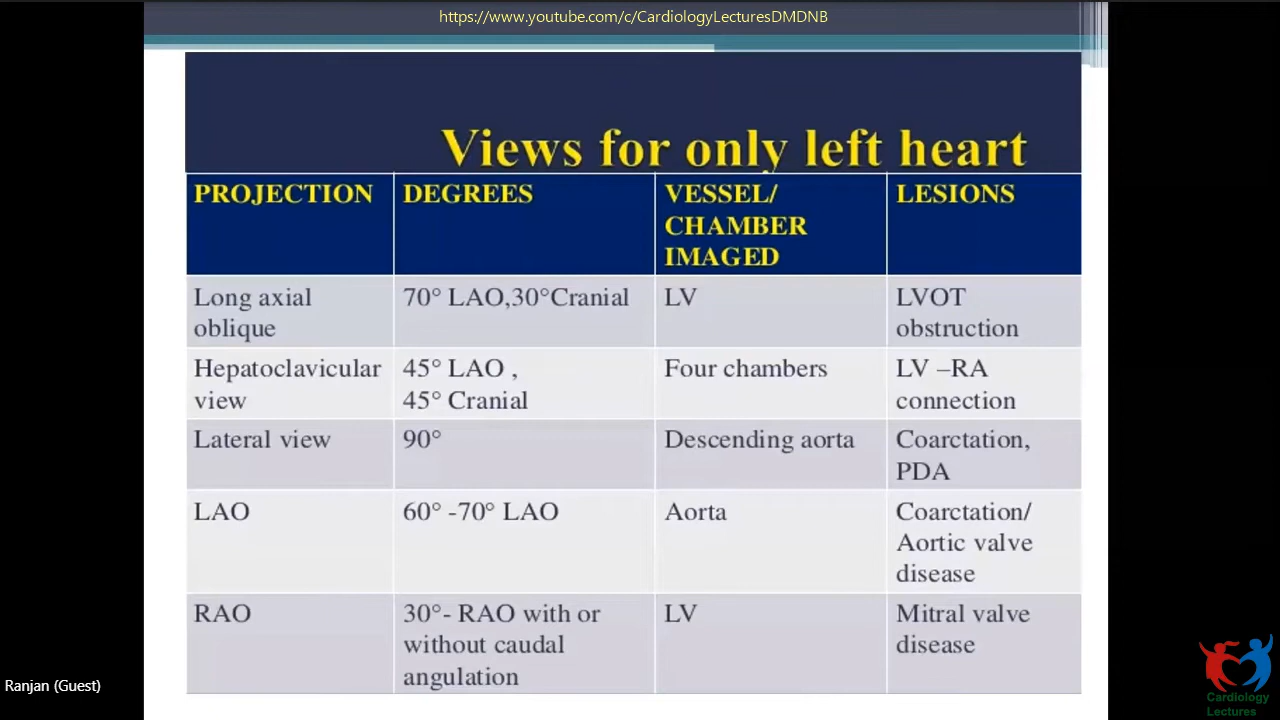 https://www.youtube.com/c/CardiologyLecturesDMDNB
Views for only left heart
PROJECTION
DEGREES
VESSEL/
CHAMBER
IMAGED
LESIONS
Long axial
oblique
70° LAO,30°Cranial
LV
LVOT
obstruction
Hepatoclavicular
view
45° LAO ,
45° Cranial
Four chambers
LV –RA
connection
Lateral view
90°
Descending aorta
Coarctation,
PDA
LAO
60° -70° LAO
Aorta
Coarctation/
Aortic valve
disease
RAO
30°- RAO with or
without caudal
angulation
LV
Mitral valve
disease
Ranjan (Guest)
Cardiology
Lectures